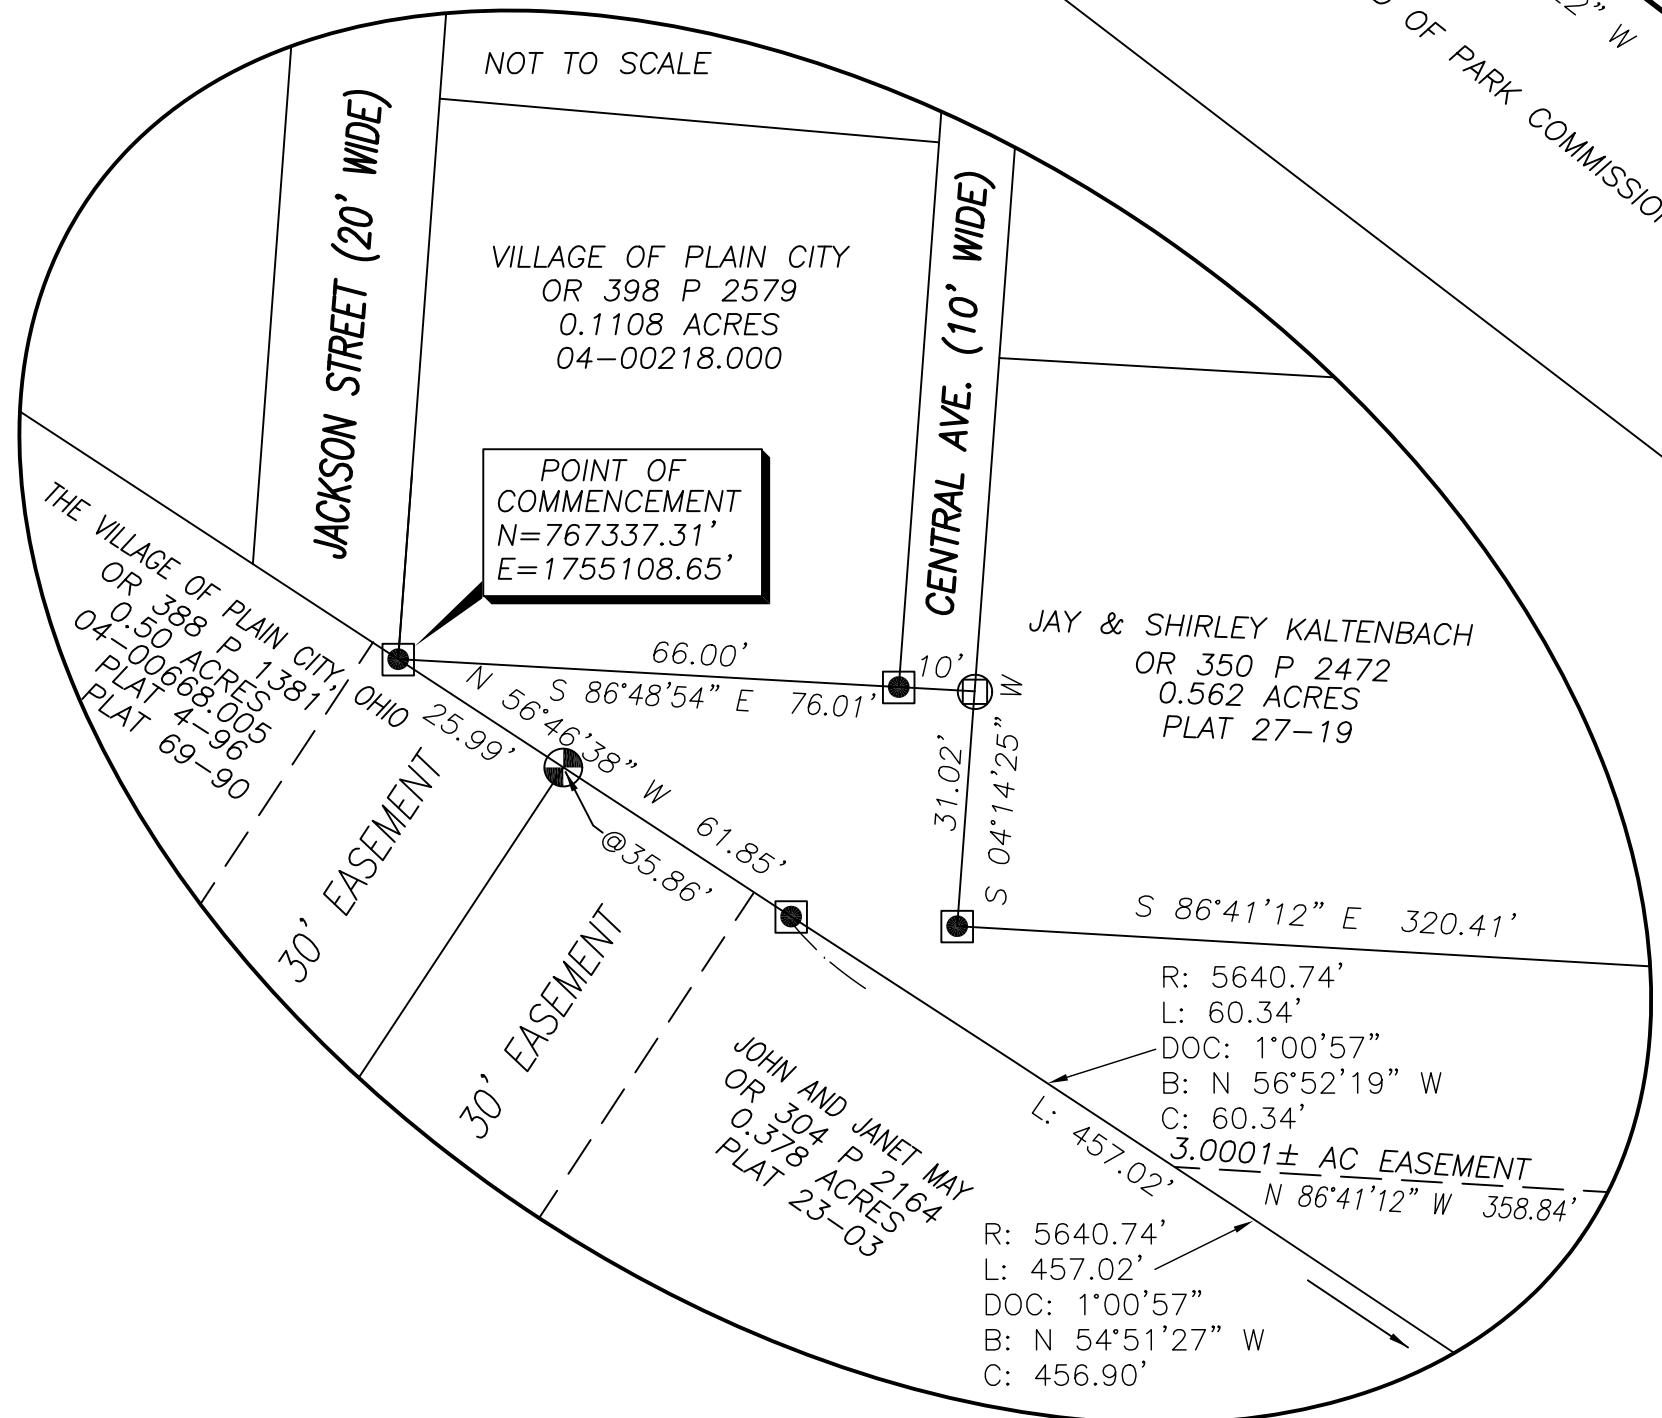 22" W
OF PARK COMMISSION
NOT TO SCALE
JACKSON STREET (20' WIDE)
VILLAGE OF PLAIN CITY
OR 398 P 2579
0.1108 ACRES
04-00218.000
CENTRAL AVE. (10' WIDE)
POINT OF
COMMENCEMENT
N=767337.31'
E=1755108.65'
THE VILLAGE OF PLAIN CITY, OHIO
OR 388 P 1381
0.50 ACRES
04-00668.005
PLAT 4-96
PLAT 69-90
66.00'
10'
S 86°48'54" E 76.01'
N 56°46'38" W 61.85'
25.99'
@35.86'
31.02'
S 04°14'25" W
JAY & SHIRLEY KALTENBACH
OR 350 P 2472
0.562 ACRES
PLAT 27-19
30' EASEMENT
30' EASEMENT
S 86°41'12" E 320.41'
R: 5640.74'
L: 60.34'
DOC: 1°00'57"
B: N 56°52'19" W
C: 60.34'
L: 457.02'
3.0001± AC EASEMENT
N 86°41'12" W 358.84'
JOHN AND JANET MAY
OR 304 P 2164
0.378 ACRES
PLAT 23-03
R: 5640.74'
L: 457.02'
DOC: 1°00'57"
B: N 54°51'27" W
C: 456.90'